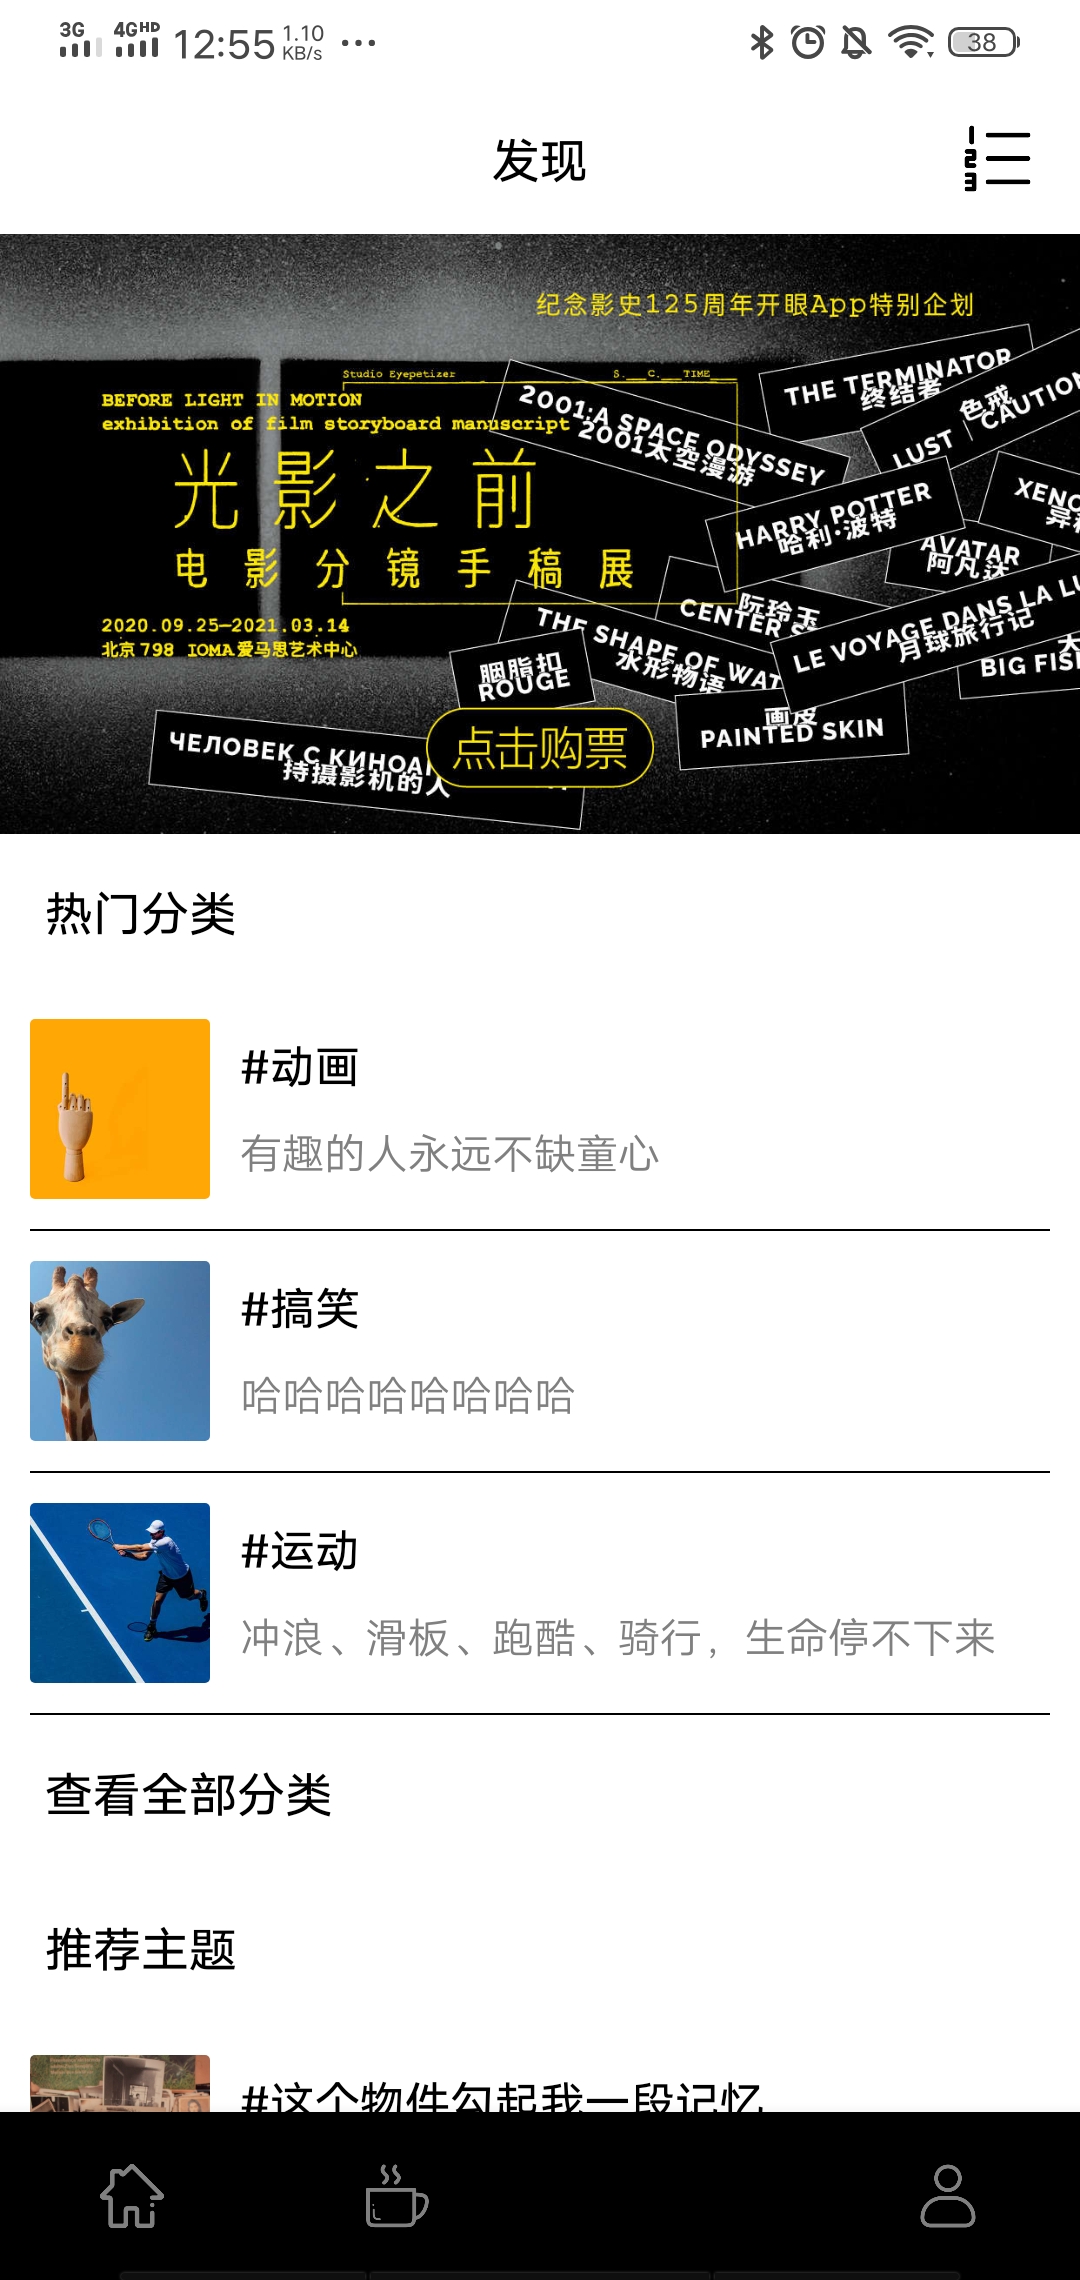 3G 4GHD 12:55 1.10 KB/s ··· 38
发现
1 2 3
纪念影史125周年开眼App特别企划
Studio Eyepetizer S.___C.___TIME____
BEFORE LIGHT IN MOTION
exhibition of film storyboard manuscript
光影之前
电影分镜手稿展
2020.09.25—2021.03.14
北京 798 IOMA爱马思艺术中心
2001:A SPACE ODYSSEY
2001太空漫游
THE TERMINATOR
终结者
色戒
LUST | CAUTION
HARRY POTTER
哈利·波特
AVATAR
阿凡达
阮玲玉
CENTER
LE VOYAGE DANS LA
月球旅行记
THE SHAPE OF
水形物语
胭脂扣
ROUGE
画皮
PAINTED SKIN
BIG
ЧЕЛОВЕК С
持摄影机的人
点击购票
热门分类
#动画
有趣的人永远不缺童心
#搞笑
哈哈哈哈哈哈哈哈
#运动
冲浪、滑板、跑酷、骑行，生命停不下来
查看全部分类
推荐主题
#这个物件勾起我一段记忆